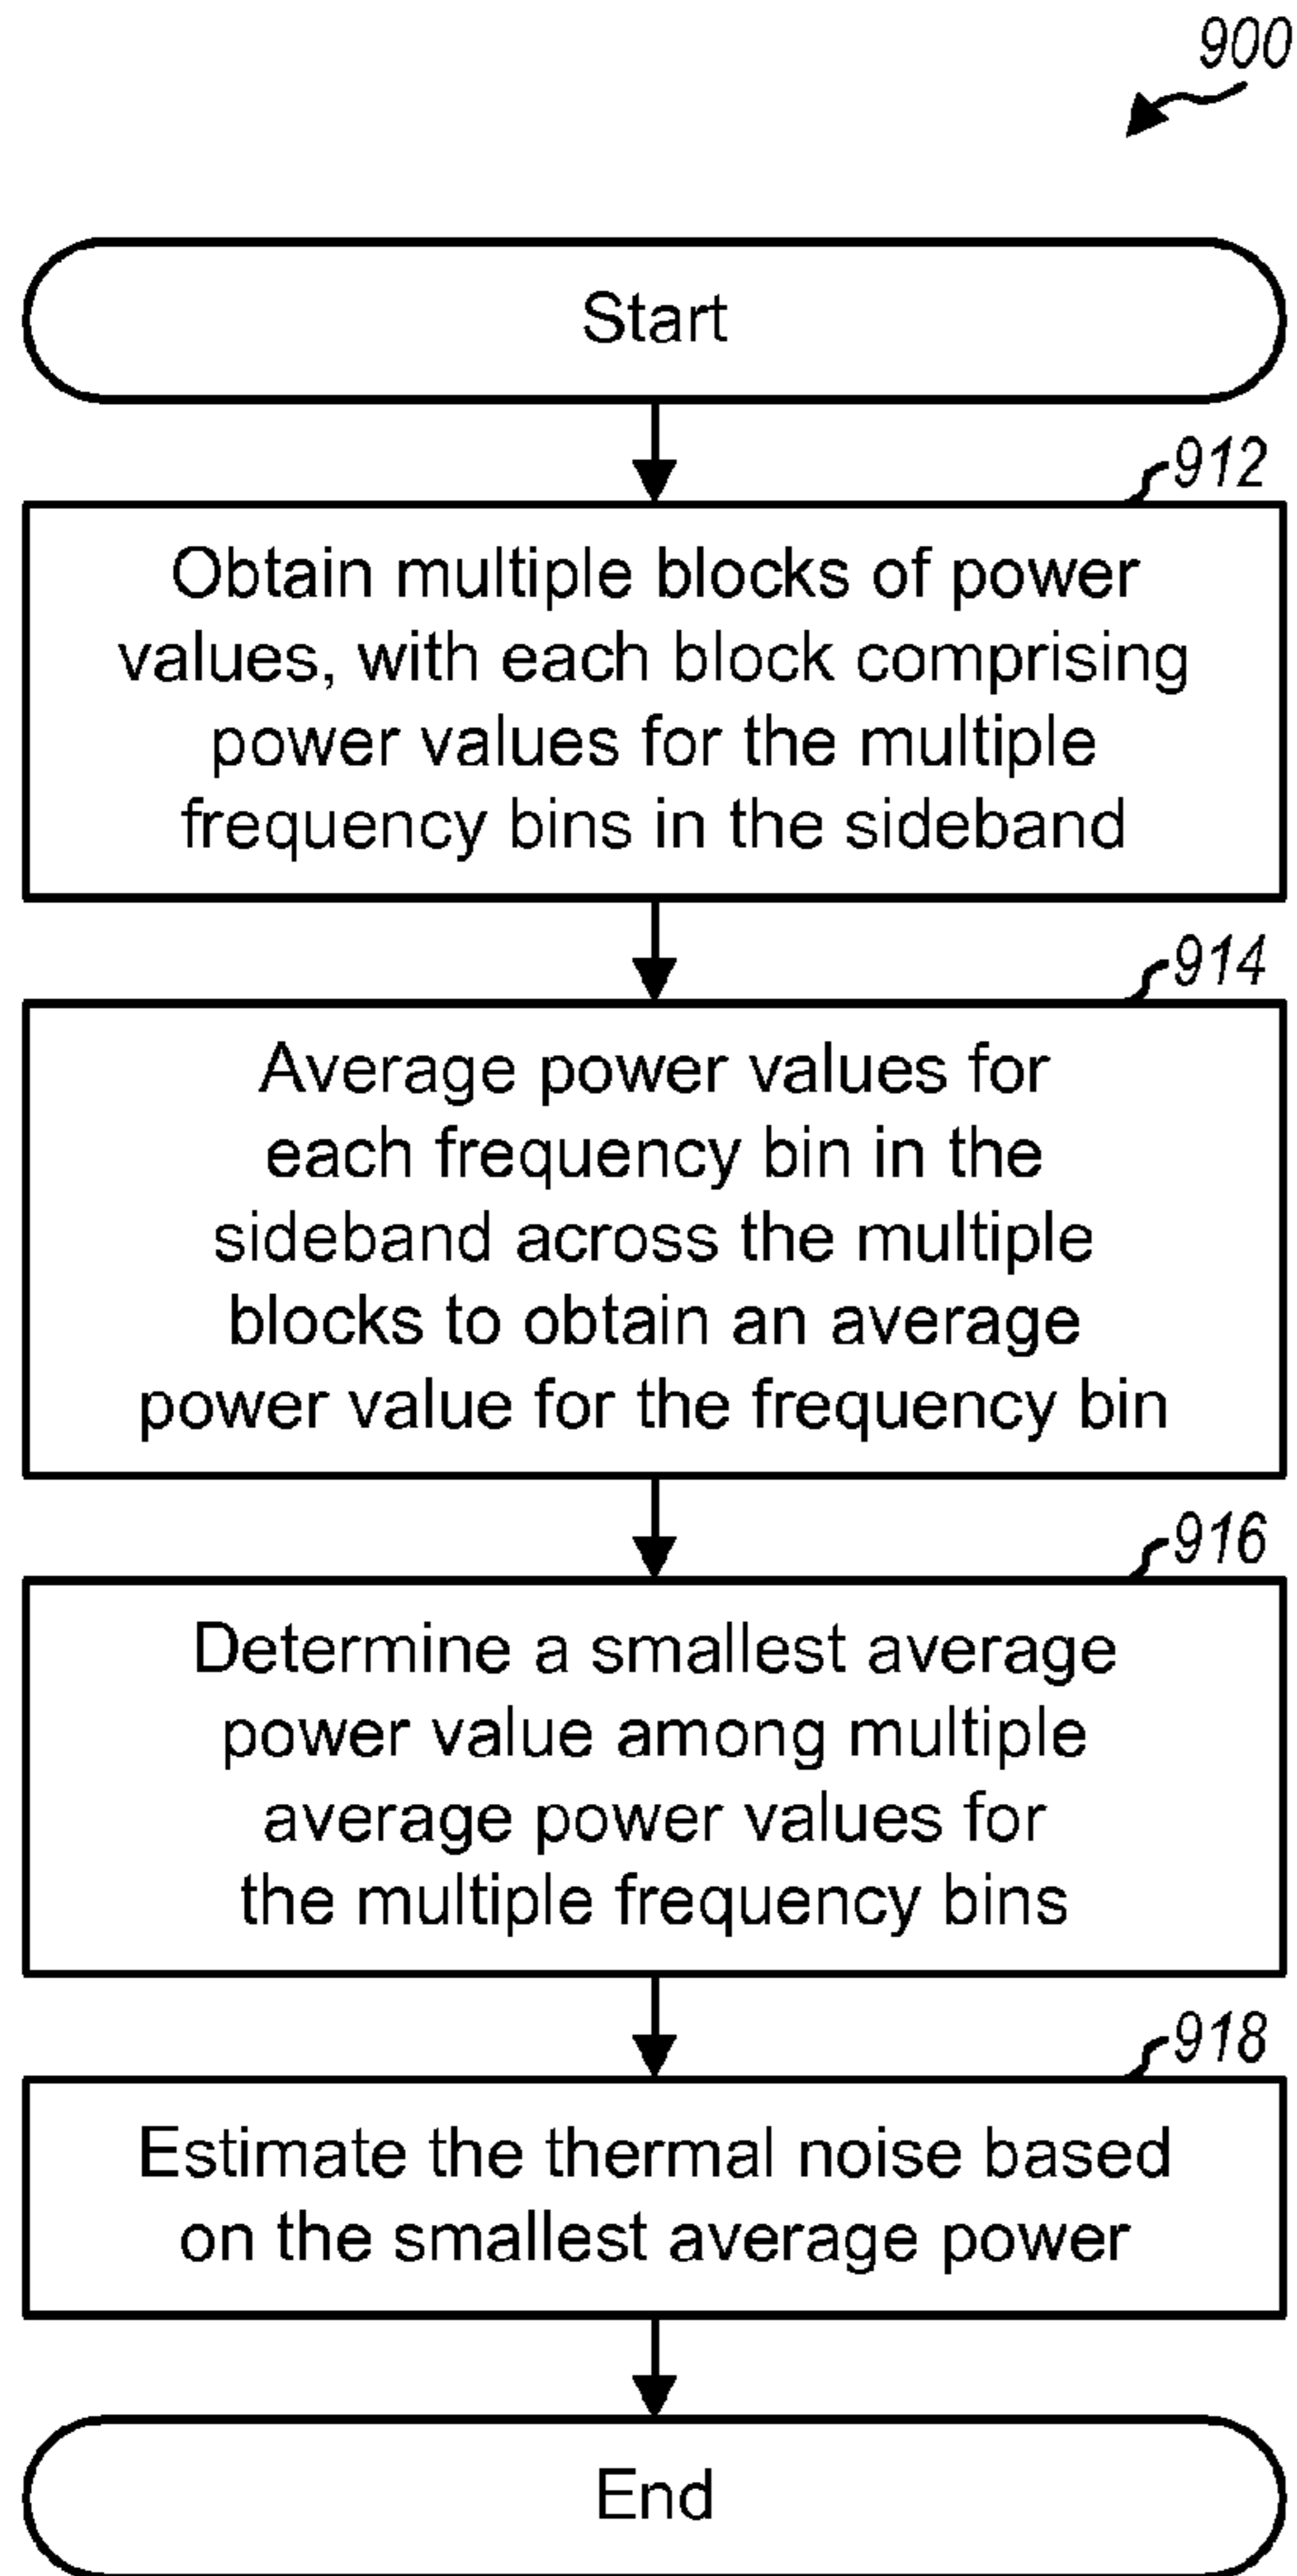 900
Start
912
Obtain multiple blocks of power
values, with each block comprising
power values for the multiple
frequency bins in the sideband
914
Average power values for
each frequency bin in the
sideband across the multiple
blocks to obtain an average
power value for the frequency bin
916
Determine a smallest average
power value among multiple
average power values for
the multiple frequency bins
918
Estimate the thermal noise based
on the smallest average power
End